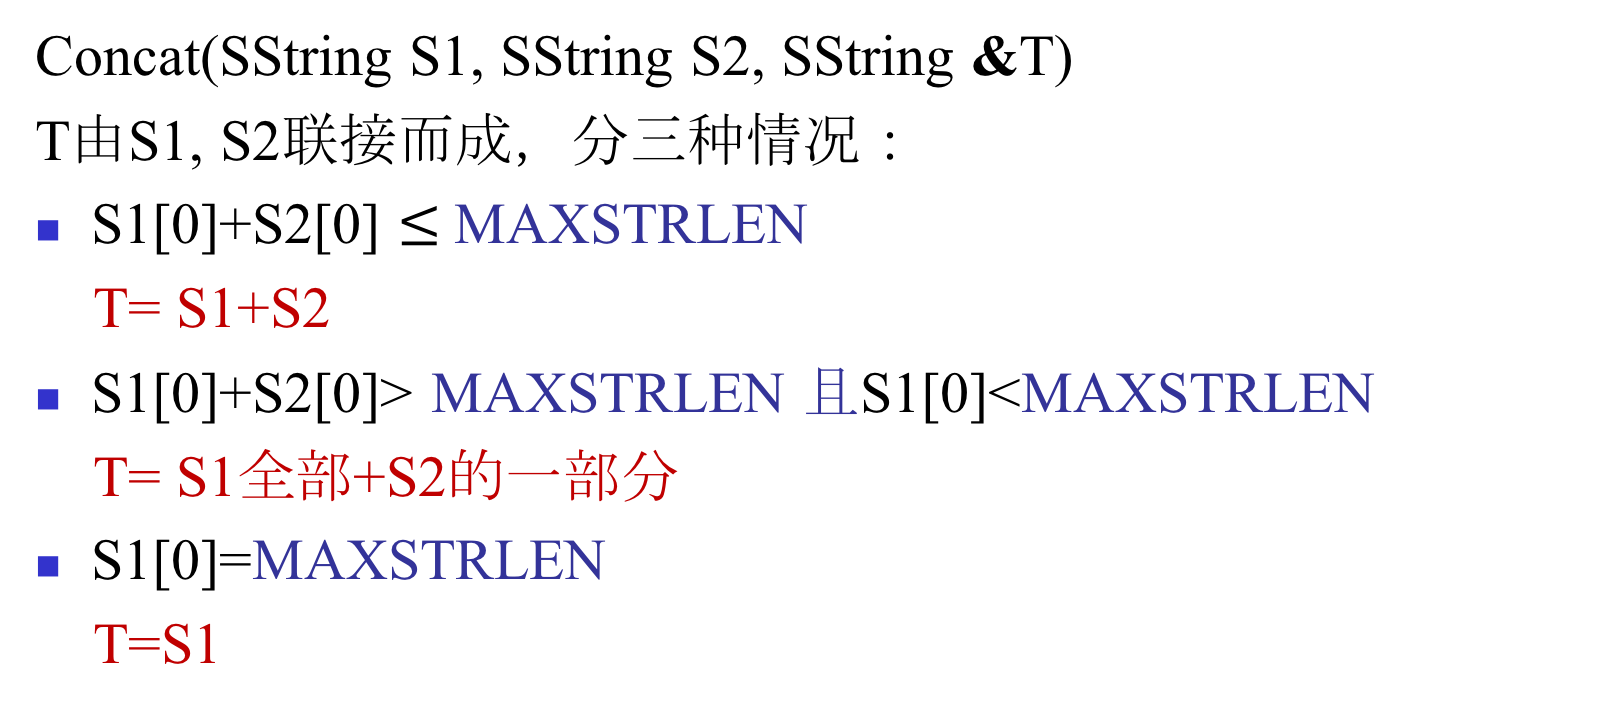 Concat(SString S1, SString S2, SString &T)
T由S1, S2联接而成，分三种情况：
■ S1[0]+S2[0] ≤ MAXSTRLEN
T= S1+S2
■ S1[0]+S2[0]> MAXSTRLEN 且S1[0]<MAXSTRLEN
T= S1全部+S2的一部分
■ S1[0]=MAXSTRLEN
T=S1